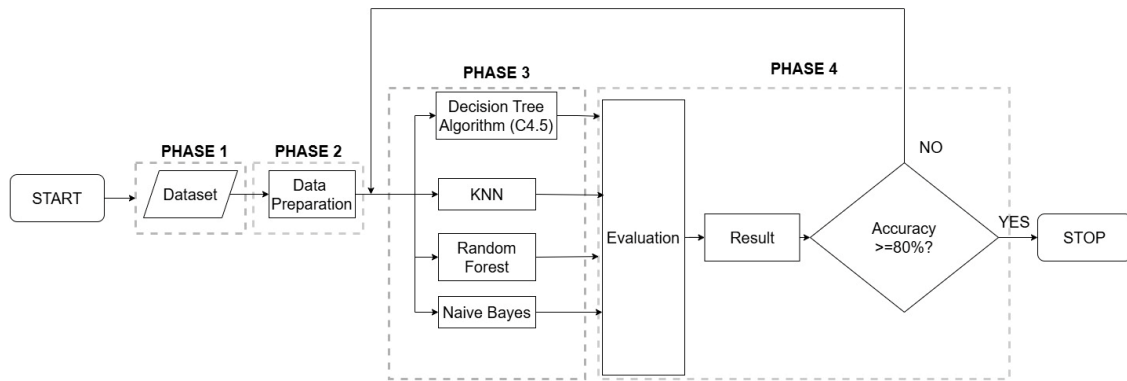 PHASE 3
PHASE 4
Decision Tree
Algorithm (C4.5)
PHASE 1
PHASE 2
NO
START
Dataset
Data
Preparation
KNN
YES
Evaluation
Result
Accuracy
>=80%?
STOP
Random
Forest
Naive Bayes